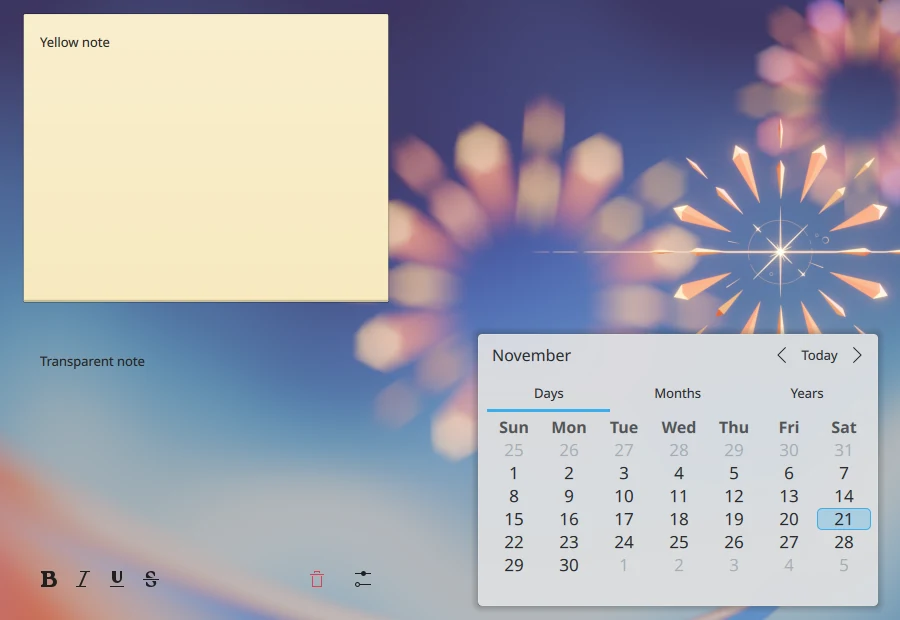 Yellow note
Transparent note
B I U S
November
Today
Days Months Years
Sun Mon Tue Wed Thu Fri Sat
25 26 27 28 29 30 31
1 2 3 4 5 6 7
8 9 10 11 12 13 14
15 16 17 18 19 20 21
22 23 24 25 26 27 28
29 30 1 2 3 4 5